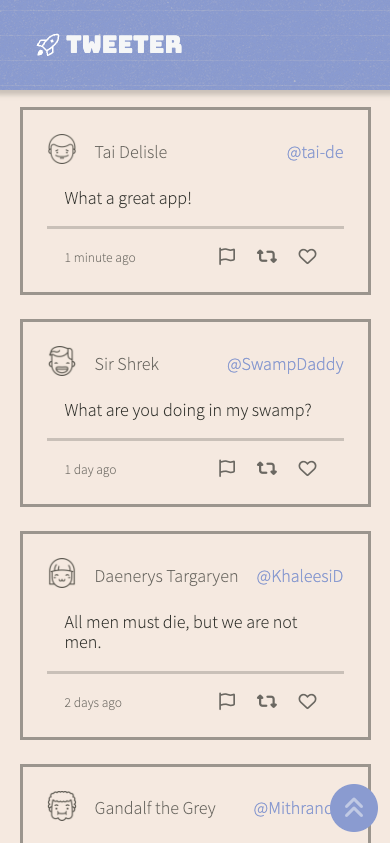 TWEETER
Tai Delisle @tai-de
What a great app!
1 minute ago
Sir Shrek @SwampDaddy
What are you doing in my swamp?
1 day ago
Daenerys Targaryen @KhaleesiD
All men must die, but we are not
men.
2 days ago
Gandalf the Grey